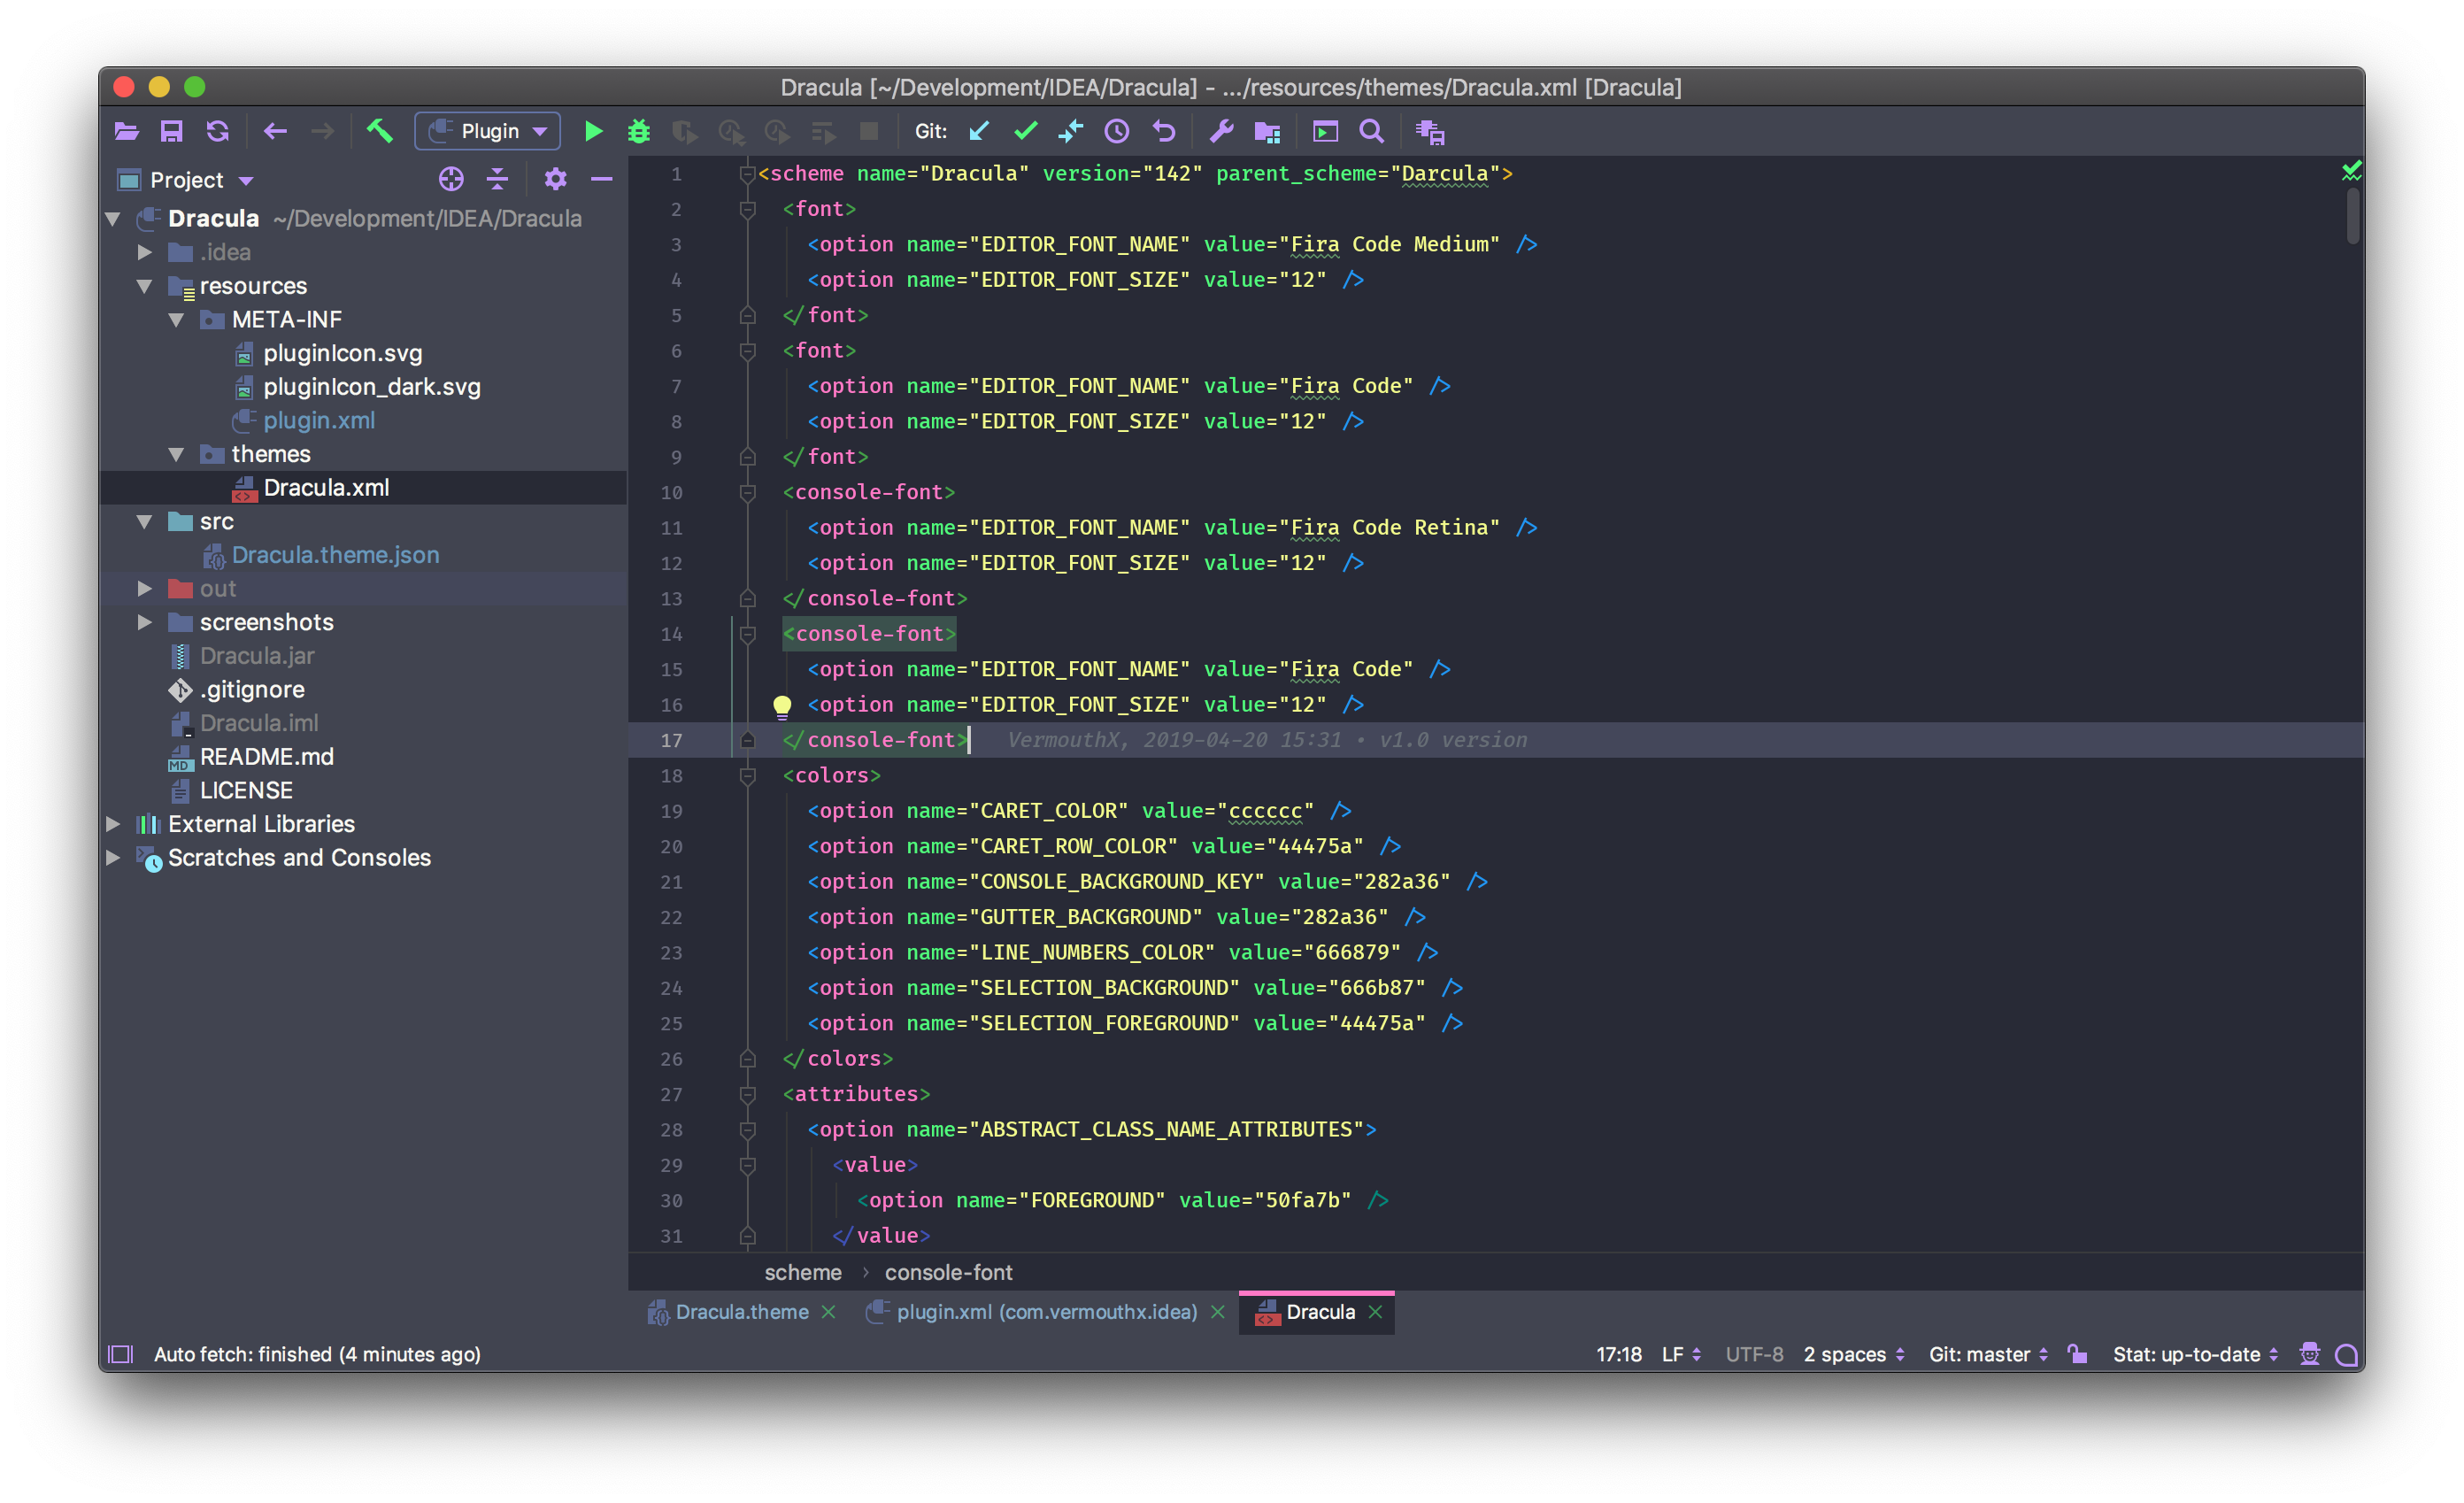 Dracula [~/Development/IDEA/Dracula] - .../resources/themes/Dracula.xml [Dracula]
Plugin
Git:
Project
Dracula ~/Development/IDEA/Dracula
.idea
resources
META-INF
pluginIcon.svg
pluginIcon_dark.svg
plugin.xml
themes
Dracula.xml
src
Dracula.theme.json
out
screenshots
Dracula.jar
.gitignore
Dracula.iml
MD README.md
LICENSE
External Libraries
Scratches and Consoles
1 <scheme name="Dracula" version="142" parent_scheme="Darcula">
2 <font>
3 <option name="EDITOR_FONT_NAME" value="Fira Code Medium" />
4 <option name="EDITOR_FONT_SIZE" value="12" />
5 </font>
6 <font>
7 <option name="EDITOR_FONT_NAME" value="Fira Code" />
8 <option name="EDITOR_FONT_SIZE" value="12" />
9 </font>
10 <console-font>
11 <option name="EDITOR_FONT_NAME" value="Fira Code Retina" />
12 <option name="EDITOR_FONT_SIZE" value="12" />
13 </console-font>
14 <console-font>
15 <option name="EDITOR_FONT_NAME" value="Fira Code" />
16 <option name="EDITOR_FONT_SIZE" value="12" />
17 </console-font> VermouthX, 2019-04-20 15:31 • v1.0 version
18 <colors>
19 <option name="CARET_COLOR" value="cccccc" />
20 <option name="CARET_ROW_COLOR" value="44475a" />
21 <option name="CONSOLE_BACKGROUND_KEY" value="282a36" />
22 <option name="GUTTER_BACKGROUND" value="282a36" />
23 <option name="LINE_NUMBERS_COLOR" value="666879" />
24 <option name="SELECTION_BACKGROUND" value="666b87" />
25 <option name="SELECTION_FOREGROUND" value="44475a" />
26 </colors>
27 <attributes>
28 <option name="ABSTRACT_CLASS_NAME_ATTRIBUTES">
29 <value>
30 <option name="FOREGROUND" value="50fa7b" />
31 </value>
scheme › console-font
Dracula.theme
plugin.xml (com.vermouthx.idea)
Dracula
Auto fetch: finished (4 minutes ago)
17:18 LF UTF-8 2 spaces Git: master Stat: up-to-date